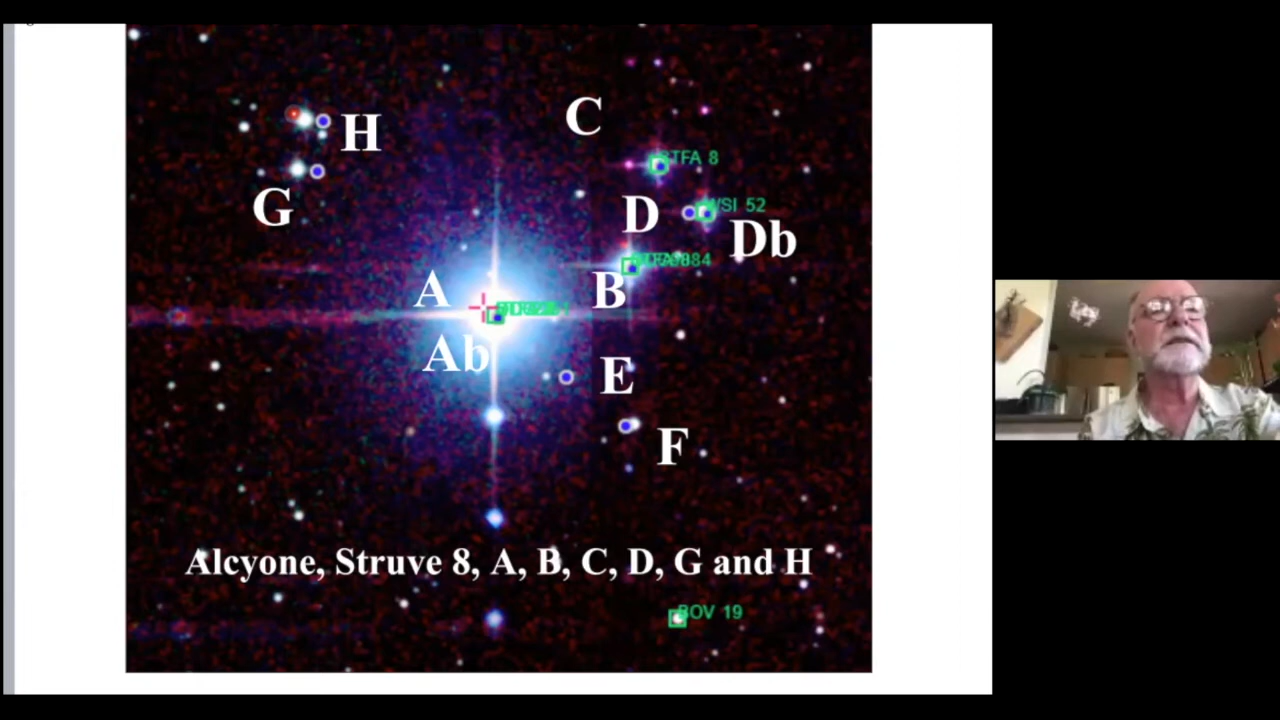 C
H
STFA 8
WSI 52
G
D
Db
A
B
Ab
E
F
Alcyone, Struve 8, A, B, C, D, G and H
BOV 19